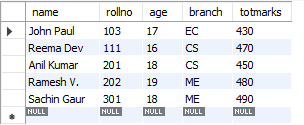 name rollno age branch totmarks
John Paul 103 17 EC 430
Reema Dev 111 16 CS 470
Anil Kumar 201 18 CS 450
Ramesh V. 202 19 ME 480
Sachin Gaur 301 18 ME 490
NULL NULL NULL NULL NULL